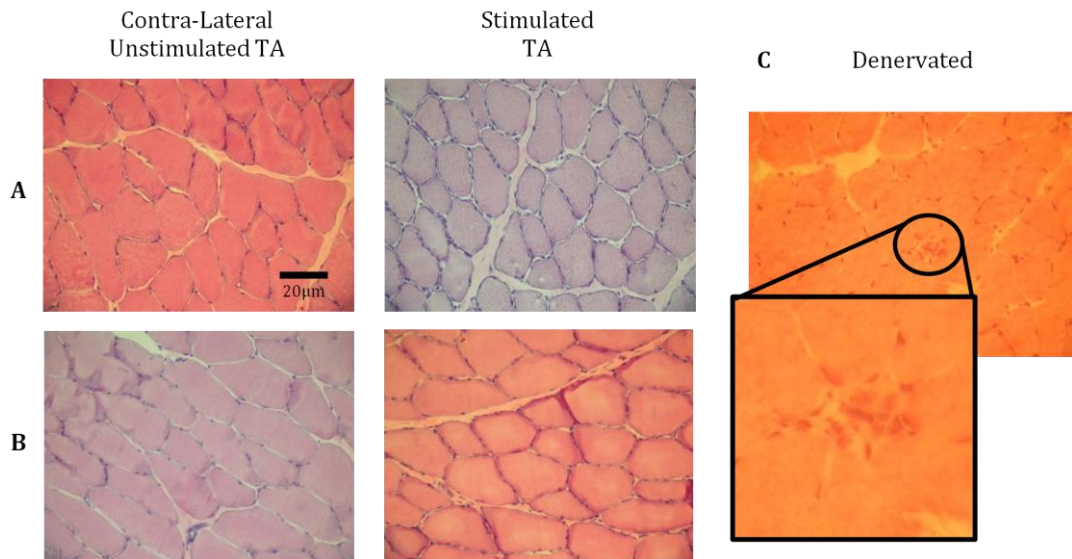 Contra-Lateral
Unstimulated TA
Stimulated
TA
C
Denervated
A
20µm
B